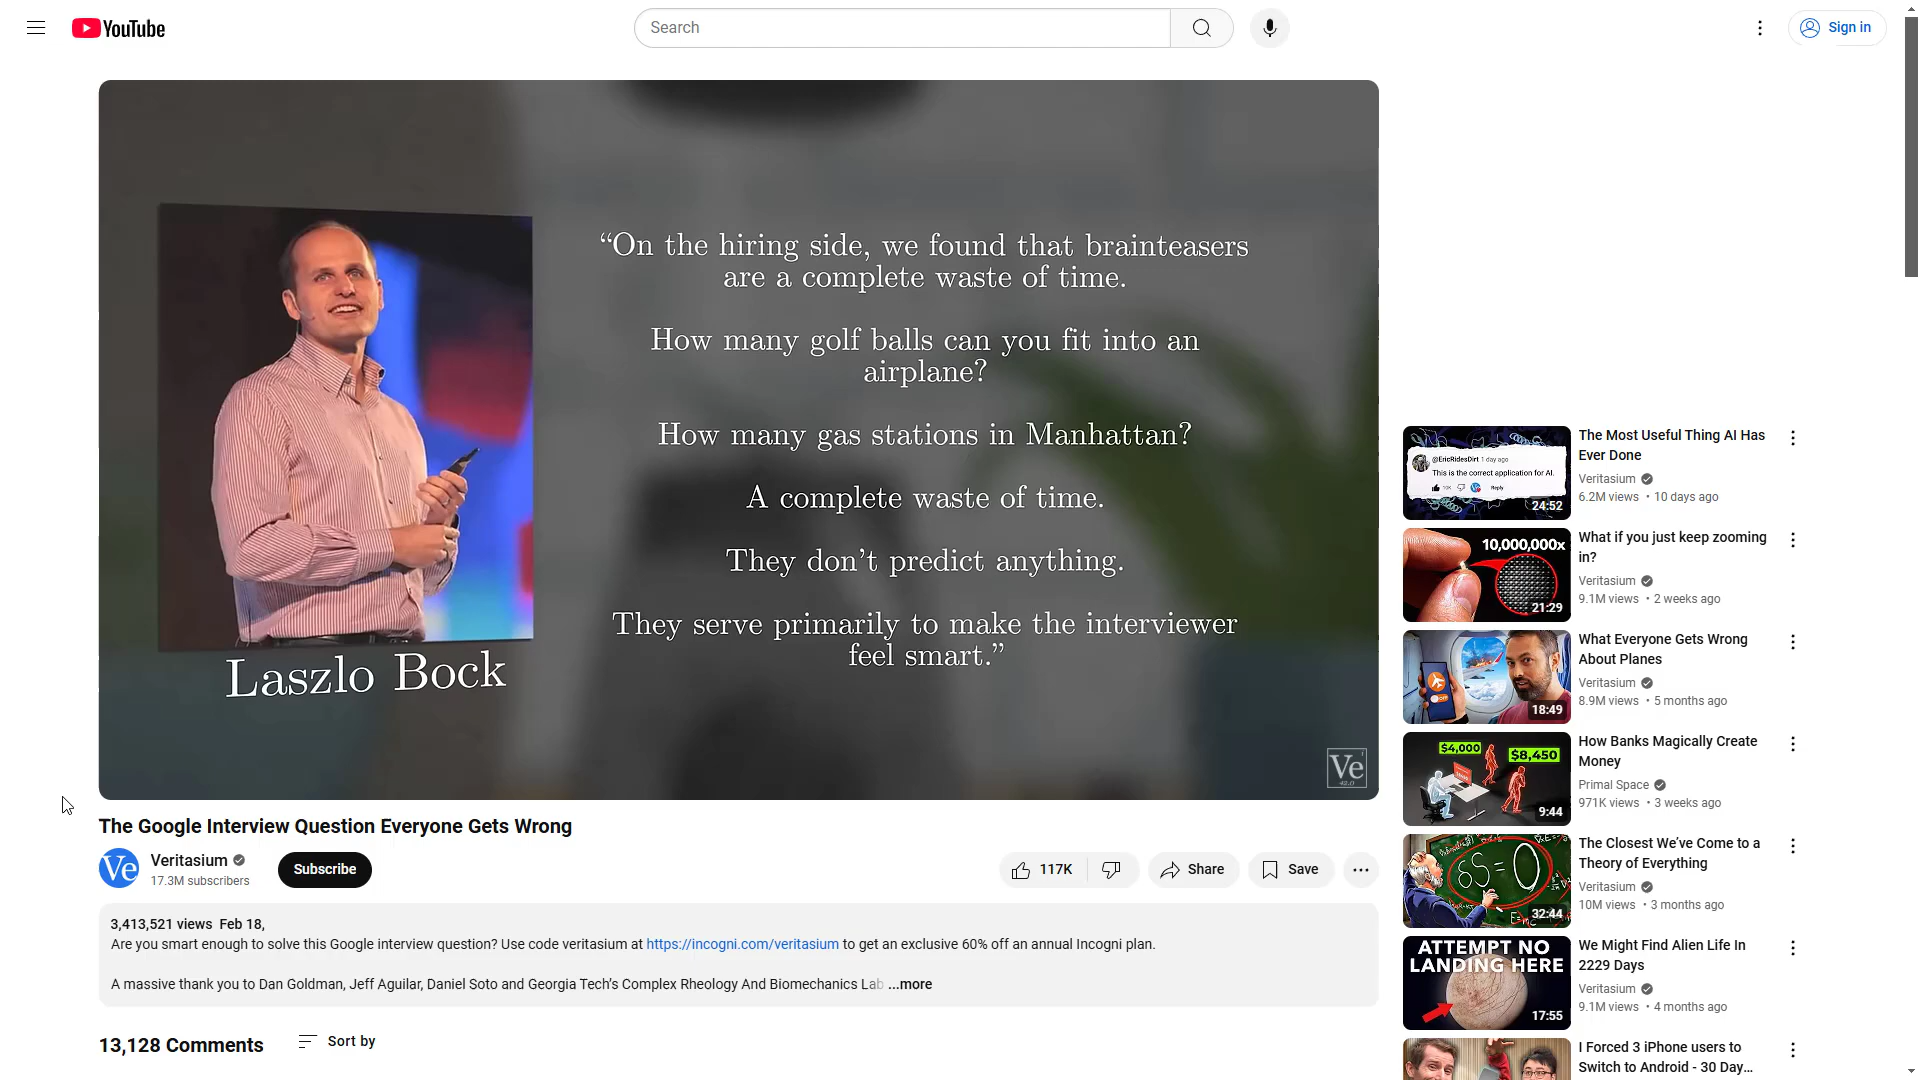 YouTube
Search
Sign in
“On the hiring side, we found that brainteasers
are a complete waste of time.
How many golf balls can you fit into an
airplane?
How many gas stations in Manhattan?
A complete waste of time.
They don’t predict anything.
They serve primarily to make the interviewer
feel smart.”
Laszlo Bock
Ve
42.0
The Google Interview Question Everyone Gets Wrong
Ve
Veritasium
17.3M subscribers
Subscribe
117K
Share
Save
3,413,521 views Feb 18,
Are you smart enough to solve this Google interview question? Use code veritasium at https://incogni.com/veritasium to get an exclusive 60% off an annual Incogni plan.
A massive thank you to Dan Goldman, Jeff Aguilar, Daniel Soto and Georgia Tech’s Complex Rheology And Biomechanics Lab ...more
13,128 Comments
Sort by
@EricRidesDirt 1 day ago
This is the correct application for AI.
10K
Reply
24:52
The Most Useful Thing AI Has
Ever Done
Veritasium
6.2M views • 10 days ago
10,000,000x
21:29
What if you just keep zooming
in?
Veritasium
9.1M views • 2 weeks ago
18:49
What Everyone Gets Wrong
About Planes
Veritasium
8.9M views • 5 months ago
$4,000
$8,450
9:44
How Banks Magically Create
Money
Primal Space
971K views • 3 weeks ago
δS=0
32:44
The Closest We’ve Come to a
Theory of Everything
Veritasium
10M views • 3 months ago
ATTEMPT NO
LANDING HERE
17:55
We Might Find Alien Life In
2229 Days
Veritasium
9.1M views • 4 months ago
I Forced 3 iPhone users to
Switch to Android - 30 Day...